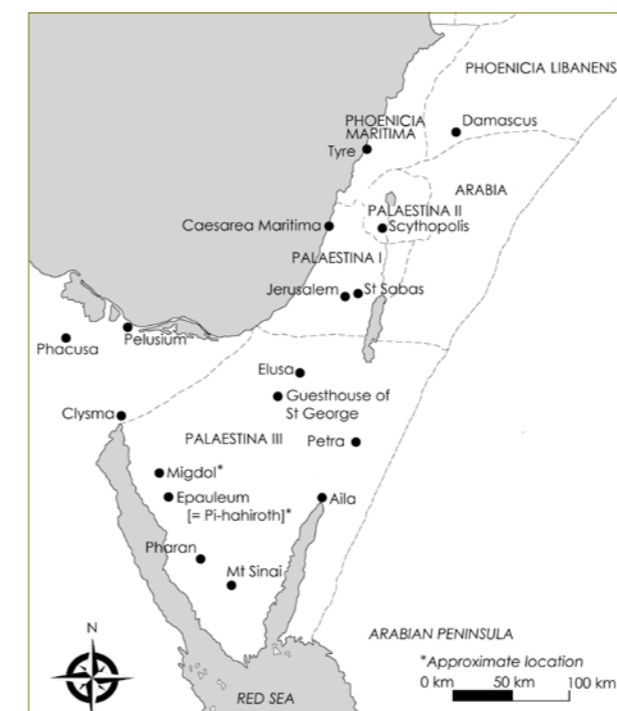 PHOENICIA LIBANENS
PHOENICIA
MARITIMA
Damascus
Tyre
ARABIA
PALAESTINA II
Caesarea Maritima
Scythopolis
PALAESTINA I
Jerusalem
St Sabas
Pelusium
Phacusa
Elusa
Guesthouse of
St George
Clysma
PALAESTINA III
Petra
Migdol*
Epauleum
[= Pi-hahiroth]*
Aila
Pharan
Mt Sinai
N
ARABIAN PENINSULA
*Approximate location
0 km 50 km 100 km
RED SEA